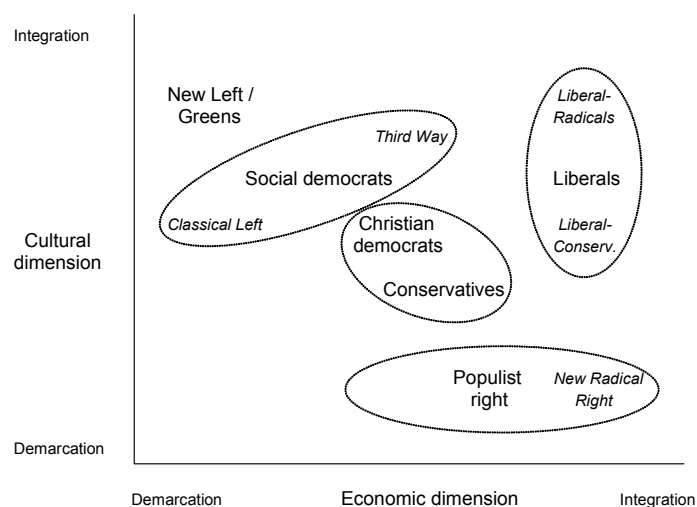 Integration
New Left /
Greens
Liberal-
Radicals
Third Way
Social democrats
Liberals
Classical Left
Christian
democrats
Liberal-
Conserv.
Cultural
dimension
Conservatives
Populist
right
New Radical
Right
Demarcation
Demarcation
Economic dimension
Integration